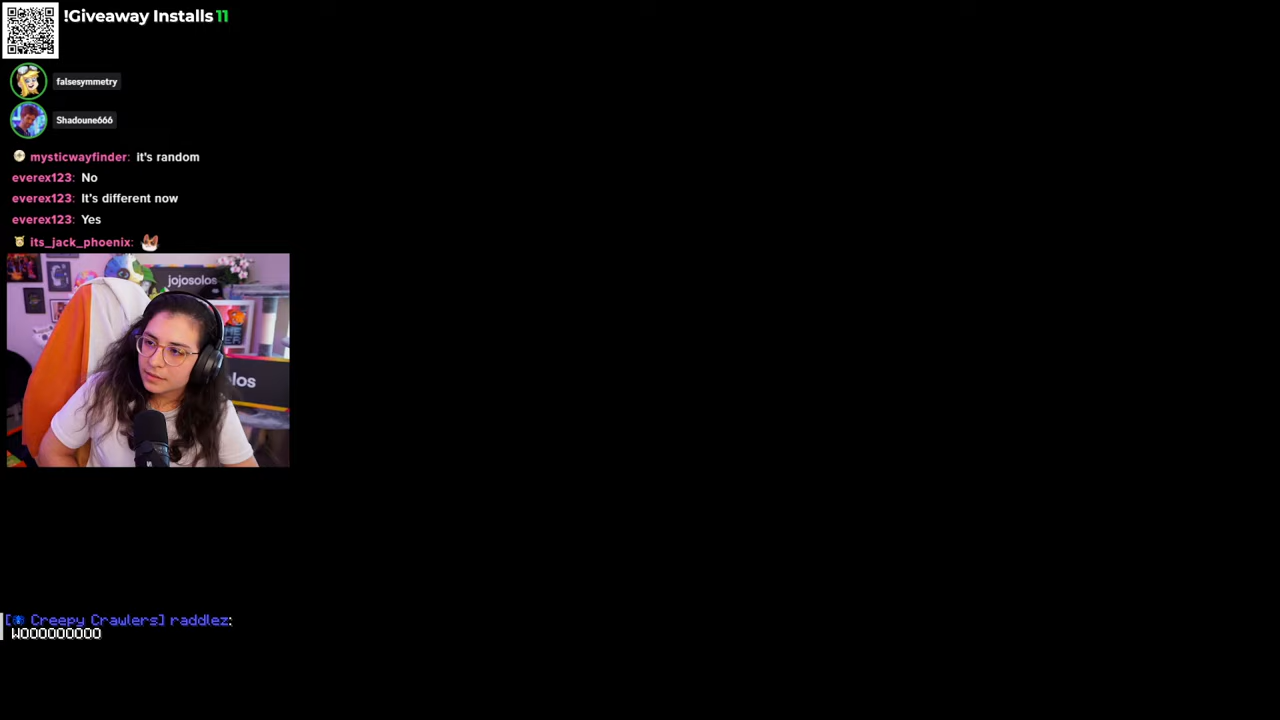 !Giveaway Installs 11
falsesymmetry
Shadoune666
mysticwayfinder: it's random
everex123: No
everex123: It's different now
everex123: Yes
its_jack_phoenix:
jojosolos
olos
[Creepy Crawlers] raddlez:
WOOOOOOOOO